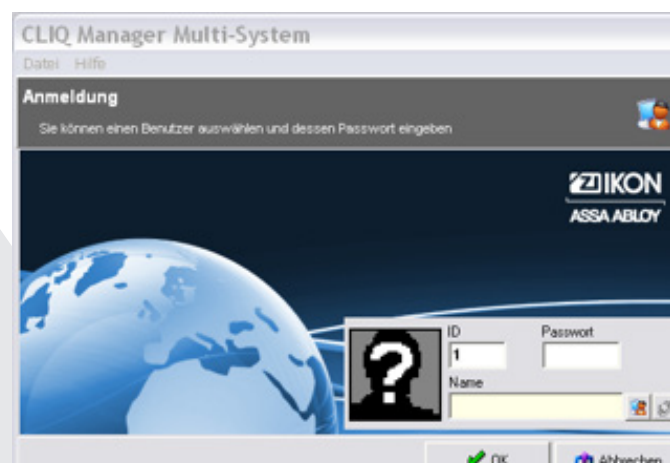 CLIQ Manager Multi-System
Datei Hilfe
Anmeldung
Sie können einen Benutzer auswählen und dessen Passwort eingeben
IKON
ASSA ABLOY
ID Passwort
1
Name
OK Abbrechen